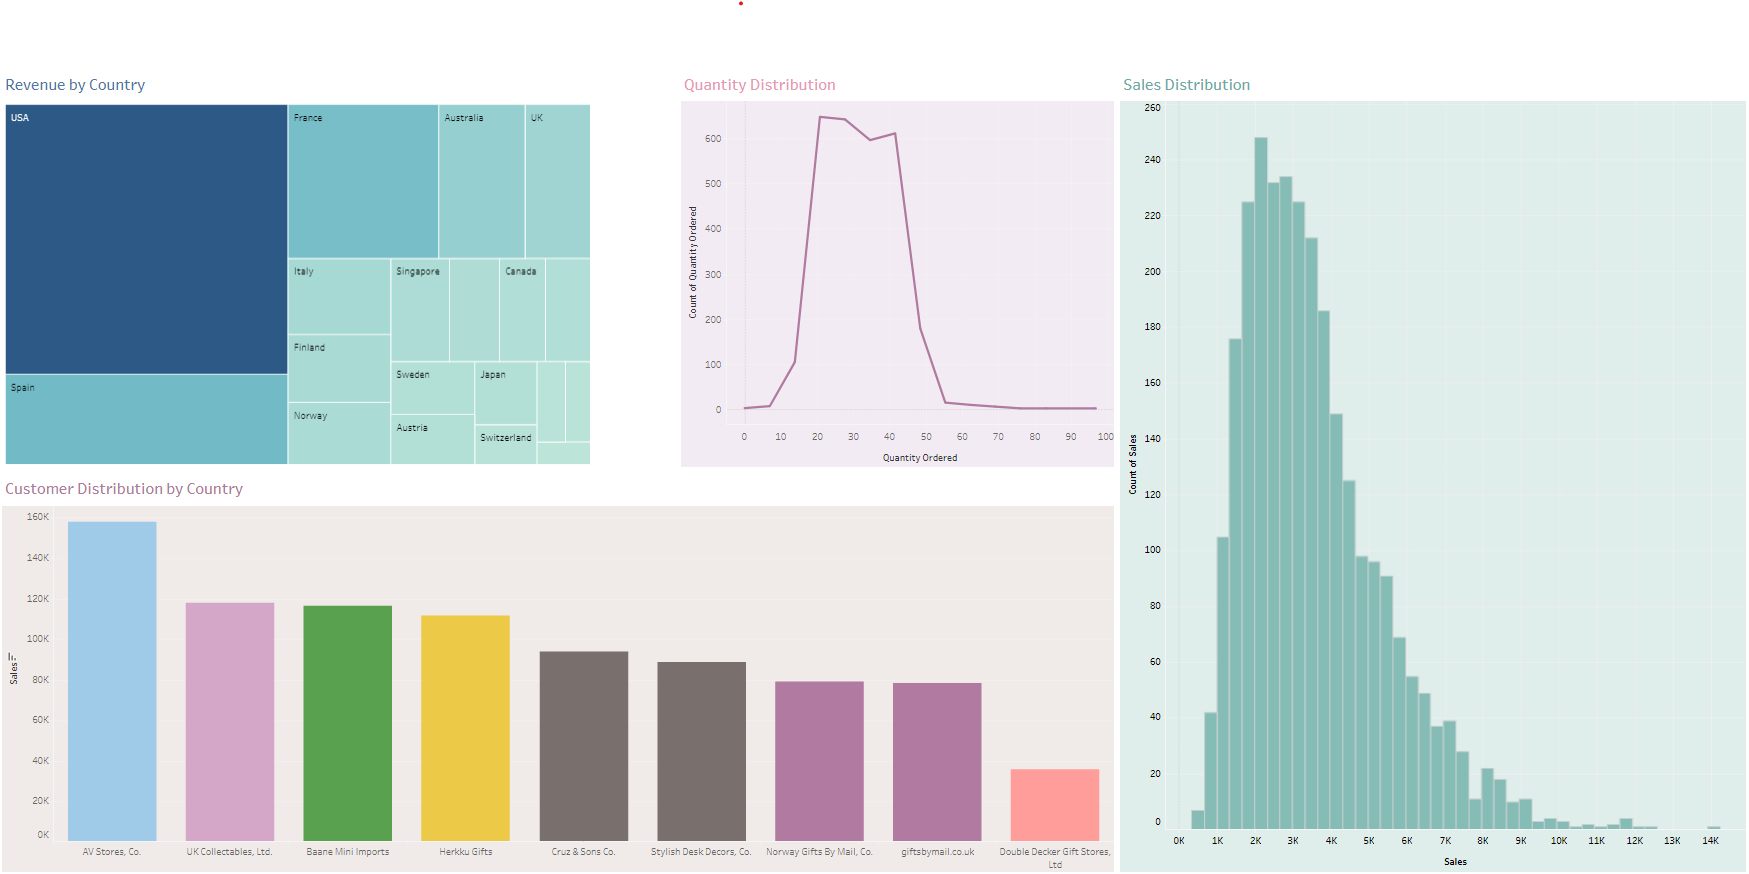 Revenue by Country
USA
France
Australia
UK
Italy
Singapore
Canada
Finland
Spain
Sweden
Japan
Norway
Austria
Switzerland
Quantity Distribution
Count of Quantity Ordered
600
500
400
300
200
100
0
0 10 20 30 40 50 60 70 80 90 100
Quantity Ordered
Sales Distribution
Count of Sales
260
240
220
200
180
160
140
120
100
80
60
40
20
0
0K 1K 2K 3K 4K 5K 6K 7K 8K 9K 10K 11K 12K 13K 14K
Sales
Customer Distribution by Country
Sales
160K
140K
120K
100K
80K
60K
40K
20K
0K
AV Stores, Co.
UK Collectables, Ltd.
Baane Mini Imports
Herkku Gifts
Cruz & Sons Co.
Stylish Desk Decors, Co.
Norway Gifts By Mail, Co.
giftsbymail.co.uk
Double Decker Gift Stores,
Ltd